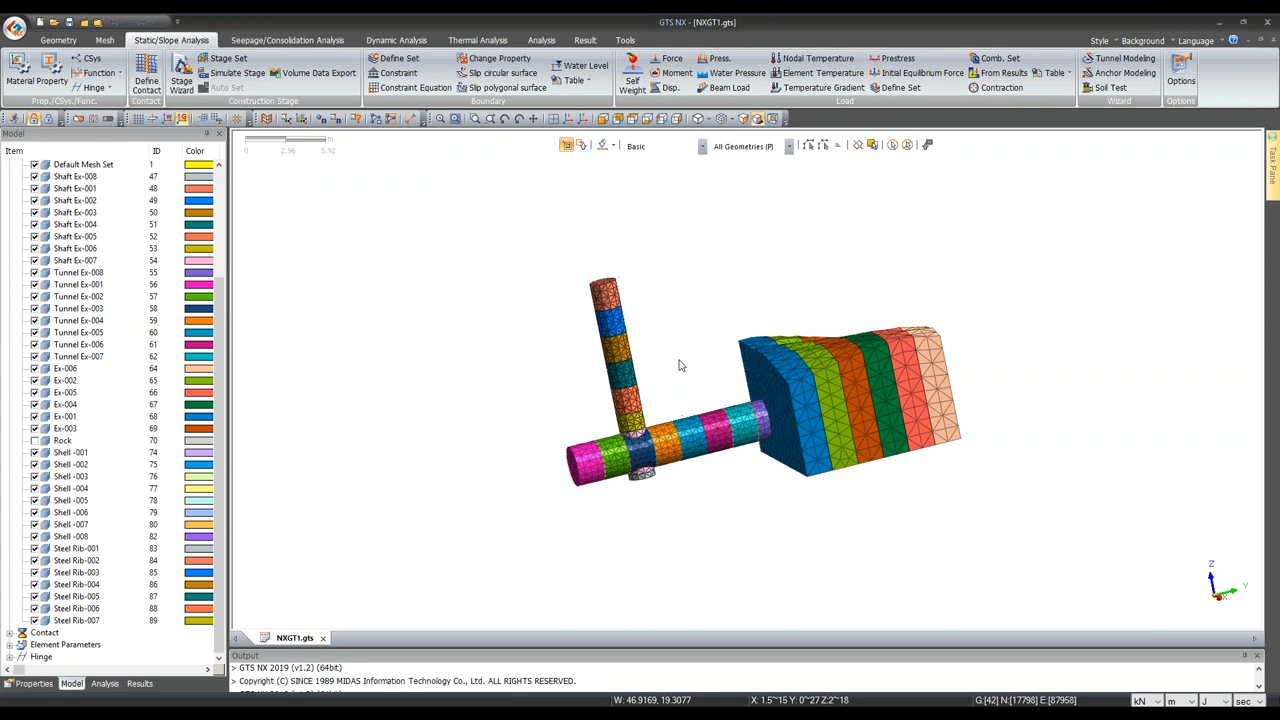 GTS NX - [NXGT1.gts]
Geometry Mesh Static/Slope Analysis Seepage/Consolidation Analysis Dynamic Analysis Thermal Analysis Analysis Result Tools Style Background Language
Material Property CSys Function Hinge Prop./CSys./Func.
Define Contact Contact
Stage Wizard Stage Set Simulate Stage Auto Set Volume Data Export Construction Stage
Define Set Constraint Constraint Equation Change Property Slip circular surface Slip polygonal surface Water Level Table Boundary
Self Weight Force Moment Disp. Press. Water Pressure Beam Load Nodal Temperature Element Temperature Temperature Gradient Prestress Initial Equilibrium Force Define Set Comb. Set From Results Contraction Table Load
Tunnel Modeling Anchor Modeling Soil Test Wizard
Options Options
Model
Item ID Color
Default Mesh Set 1
Shaft Ex-008 47
Shaft Ex-001 48
Shaft Ex-002 49
Shaft Ex-003 50
Shaft Ex-004 51
Shaft Ex-005 52
Shaft Ex-006 53
Shaft Ex-007 54
Tunnel Ex-008 55
Tunnel Ex-001 56
Tunnel Ex-002 57
Tunnel Ex-003 58
Tunnel Ex-004 59
Tunnel Ex-005 60
Tunnel Ex-006 61
Tunnel Ex-007 62
Ex-006 64
Ex-002 65
Ex-005 66
Ex-004 67
Ex-001 68
Ex-003 69
Rock 70
Shell -001 74
Shell -002 75
Shell -003 76
Shell -004 77
Shell -005 78
Shell -006 79
Shell -007 80
Shell -008 82
Steel Rib-001 83
Steel Rib-002 84
Steel Rib-003 85
Steel Rib-004 86
Steel Rib-005 87
Steel Rib-006 88
Steel Rib-007 89
Contact
Element Parameters
Hinge
Properties Model Analysis Results
0 2.96 5.92 m
Basic All Geometries (P)
Task Pane
Z
Y
X
NXGT1.gts
Output
> GTS NX 2019 (v1.2) (64bit)
> Copyright (C) SINCE 1989 MIDAS Information Technology Co., Ltd. ALL RIGHTS RESERVED.
W: 46.9169, 19.3077 X: 1.5~15 Y: 0~27 Z:2~18 G:[42] N:[17798] E:[87958] kN m J sec